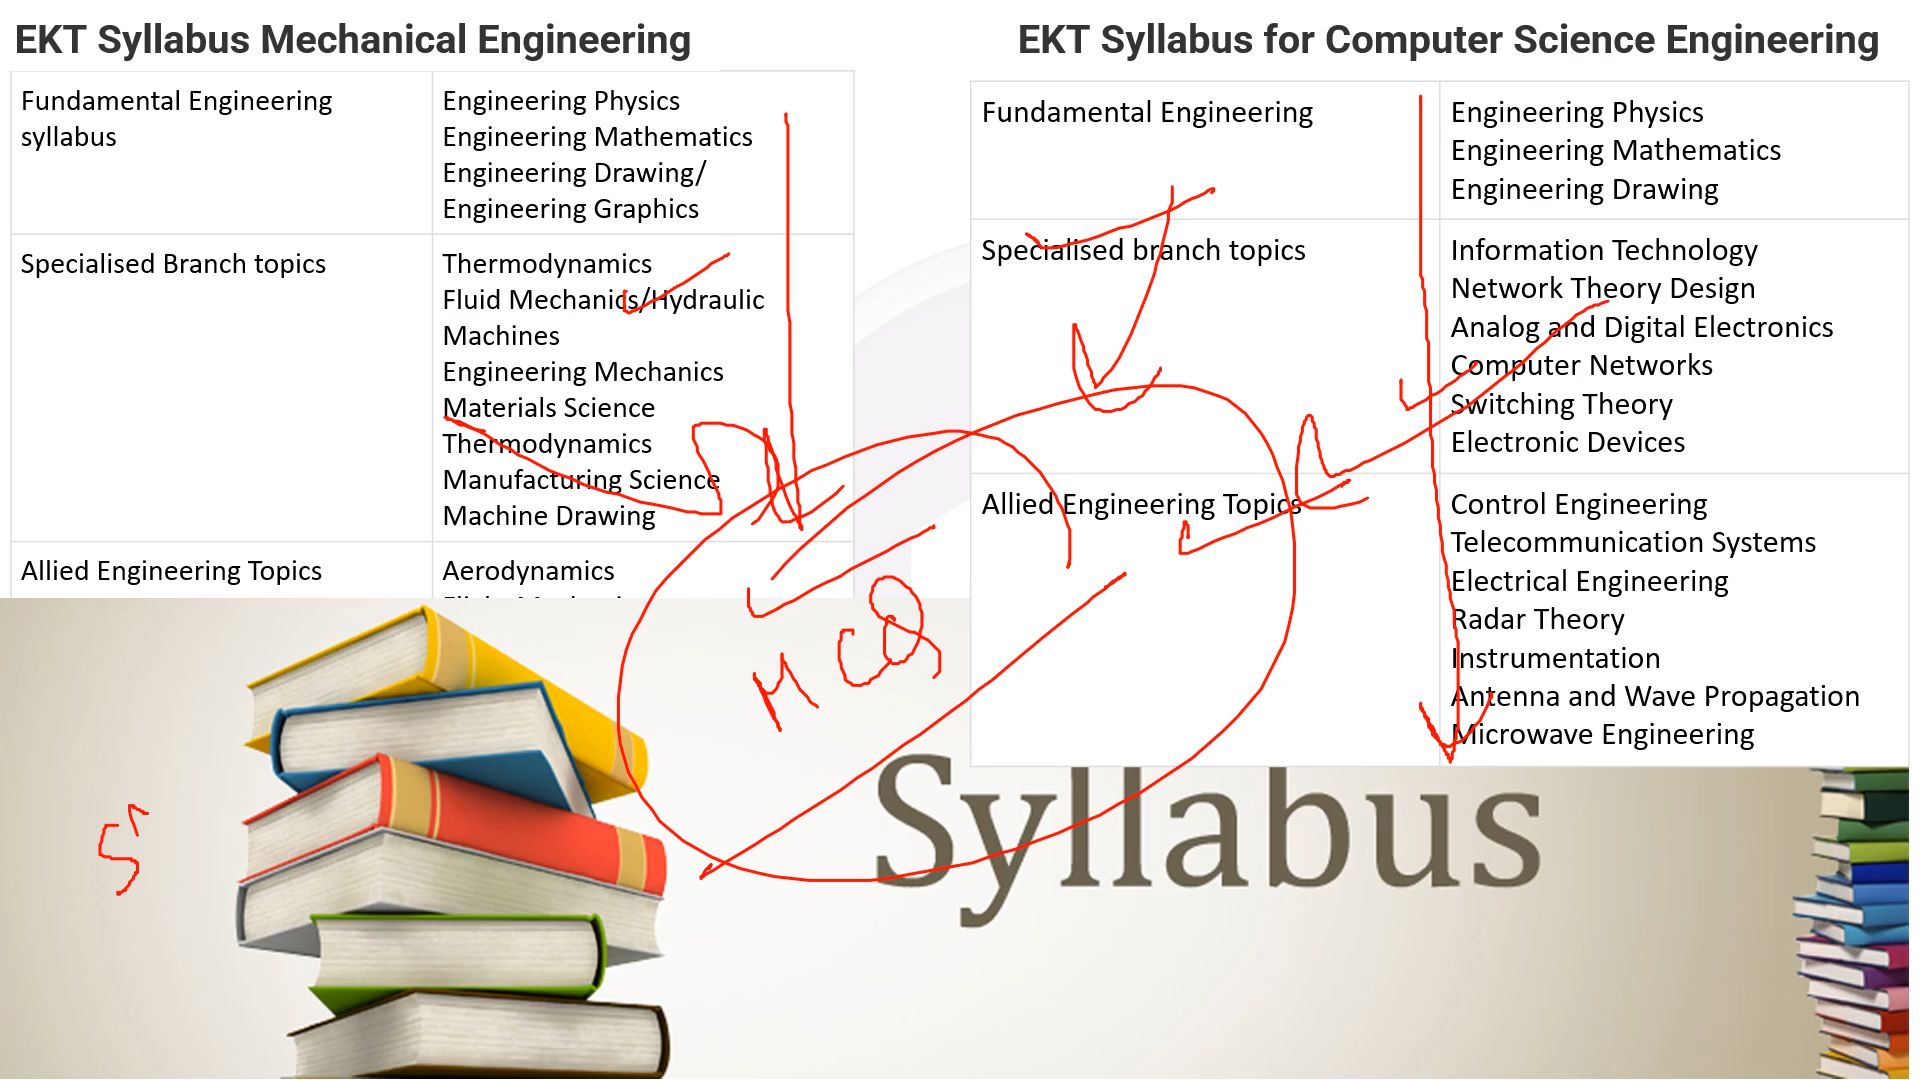 EKT Syllabus Mechanical Engineering
Fundamental Engineering
syllabus
Engineering Physics
Engineering Mathematics
Engineering Drawing/
Engineering Graphics
Specialised Branch topics
Thermodynamics
Fluid Mechanics/Hydraulic
Machines
Engineering Mechanics
Materials Science
Thermodynamics
Manufacturing Science
Machine Drawing
Allied Engineering Topics
Aerodynamics
EKT Syllabus for Computer Science Engineering
Fundamental Engineering
Engineering Physics
Engineering Mathematics
Engineering Drawing
Specialised branch topics
Information Technology
Network Theory Design
Analog and Digital Electronics
Computer Networks
Switching Theory
Electronic Devices
Allied Engineering Topics
Control Engineering
Telecommunication Systems
Electrical Engineering
Radar Theory
Instrumentation
Antenna and Wave Propagation
Microwave Engineering
MCQ
Syllabus